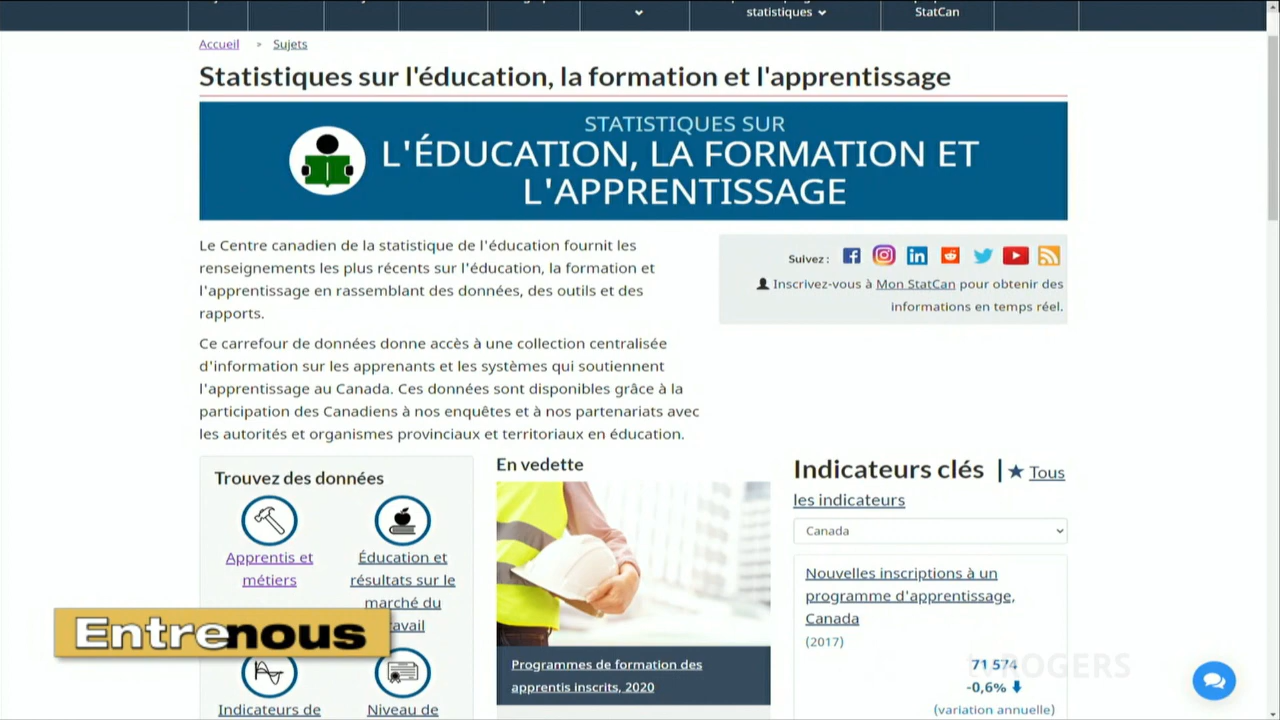 statistiques
StatCan
Accueil > Sujets
Statistiques sur l'éducation, la formation et l'apprentissage
STATISTIQUES SUR
L'ÉDUCATION, LA FORMATION ET
L'APPRENTISSAGE
Le Centre canadien de la statistique de l'éducation fournit les
renseignements les plus récents sur l'éducation, la formation et
l'apprentissage en rassemblant des données, des outils et des
rapports.
Ce carrefour de données donne accès à une collection centralisée
d'information sur les apprenants et les systèmes qui soutiennent
l'apprentissage au Canada. Ces données sont disponibles grâce à la
participation des Canadiens à nos enquêtes et à nos partenariats avec
les autorités et organismes provinciaux et territoriaux en éducation.
Suivez :
Inscrivez-vous à Mon StatCan pour obtenir des
informations en temps réel.
Trouvez des données
Apprentis et
métiers
Éducation et
résultats sur le
marché du
avail
Indicateurs de
Niveau de
En vedette
Programmes de formation des
apprentis inscrits, 2020
Indicateurs clés | Tous
les indicateurs
Canada
Nouvelles inscriptions à un
programme d'apprentissage,
Canada
(2017)
71 574
-0,6%
(variation annuelle)
Entrenous
tvROGERS